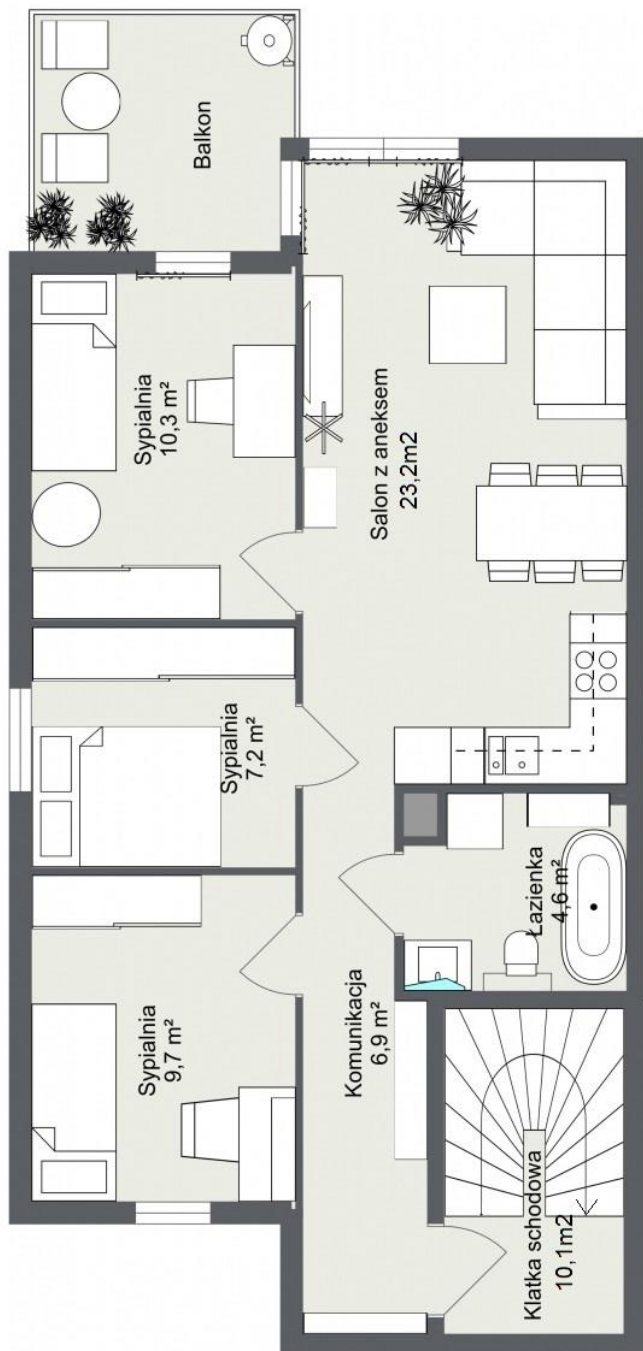 Balkon
Sypialnia
10,3 m²
Salon z aneksem
23,2m2
Sypialnia
7,2 m²
Łazienka
4,6 m²
Sypialnia
9,7 m²
Komunikacja
6,9 m²
Klatka schodowa
10,1m2